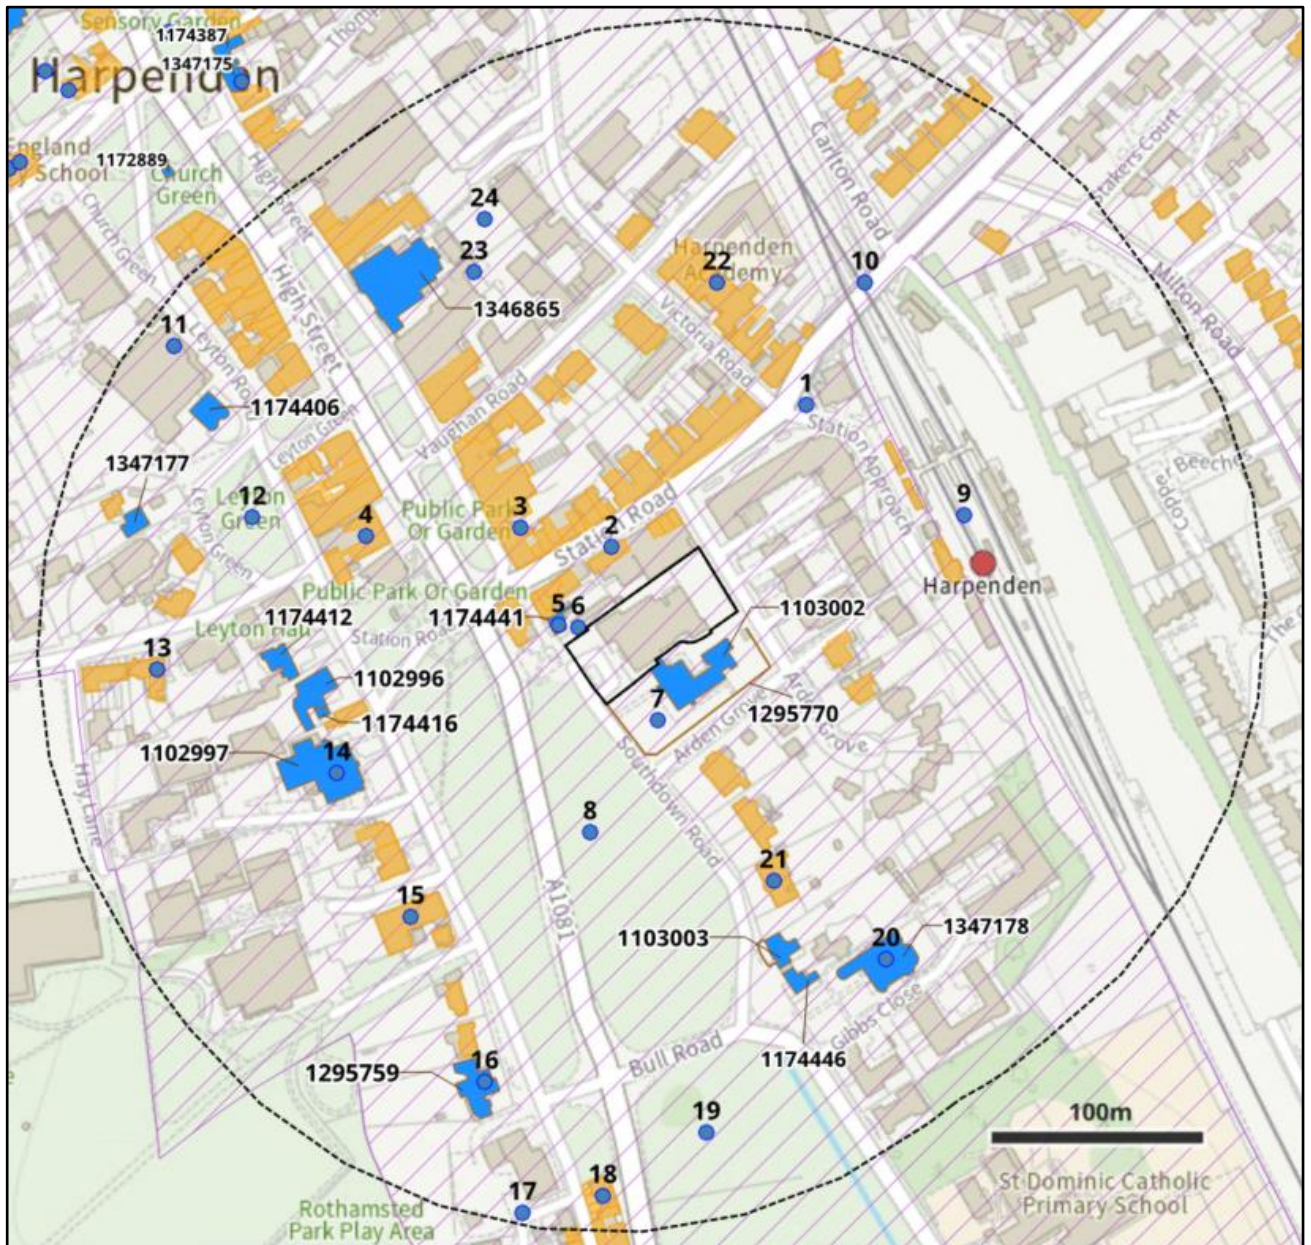 Sensory Garden
1174387
Thom
1347175
Harpenden
England
y School
1172889
Church
Green
High Street
Church Green
Carlton Road
Stakers Court
24
23
Harpenden
Academy
22
10
1346865
High Street
Victoria Road
Milton Road
11
Leyton Road
1174406
Leyton Green
Vaughan Road
1
Station Approach
1347177
Copper Beeches
12
Leyton
Green
Leyton Green
4
Public Park
Or Garden
3
2
Station Road
9
Harpenden
Public Park Or Garden
1174412
Leyton Hall
Station Road
1174441
5
6
1103002
The
13
1102996
1174416
7
1295770
Arden Grove
Arden Grove
1102997
14
Southdown Road
Hay Lane
8
A1081
21
15
1103003
20
1347178
Gibbs Close
1174446
Bull Road
16
1295759
19
100m
18
17
St Dominic Catholic
Primary School
Rothamsted
Park Play Area